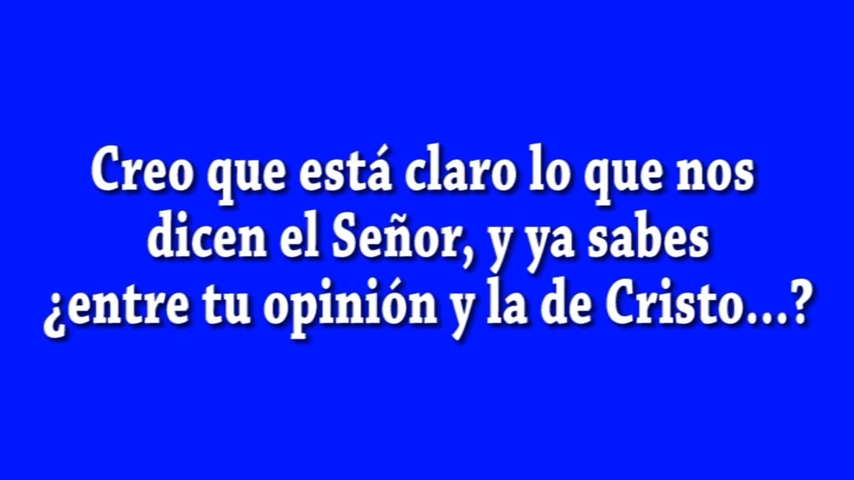 Creo que está claro lo que nos
dicen el Señor, y ya sabes
¿entre tu opinión y la de Cristo...?